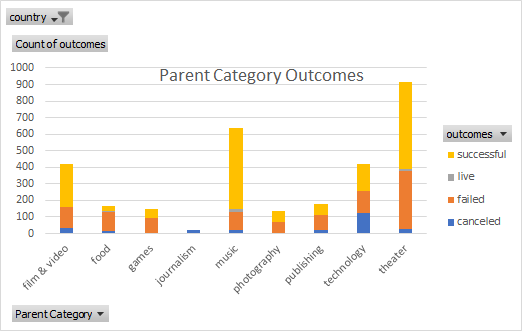 country
Count of outcomes
Parent Category Outcomes
1000
900
800
700
600
500
400
300
200
100
0
film & video
food
games
journalism
music
photography
publishing
technology
theater
outcomes
successful
live
failed
canceled
Parent Category